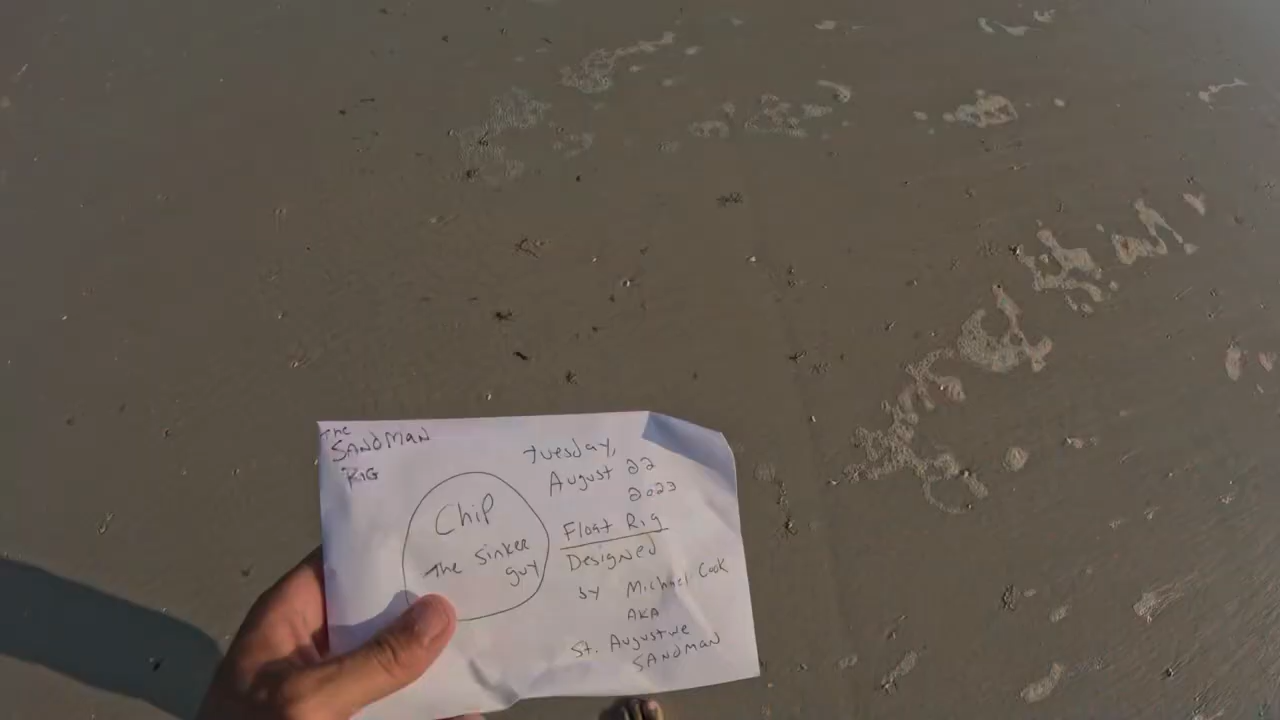 The
SANDMAN
RIG
Chip
The Sinker
guy
Tuesday,
August 22
2023
Float Rig
Designed
by Michael Cook
AKA
St. Augustine
SANDMAN